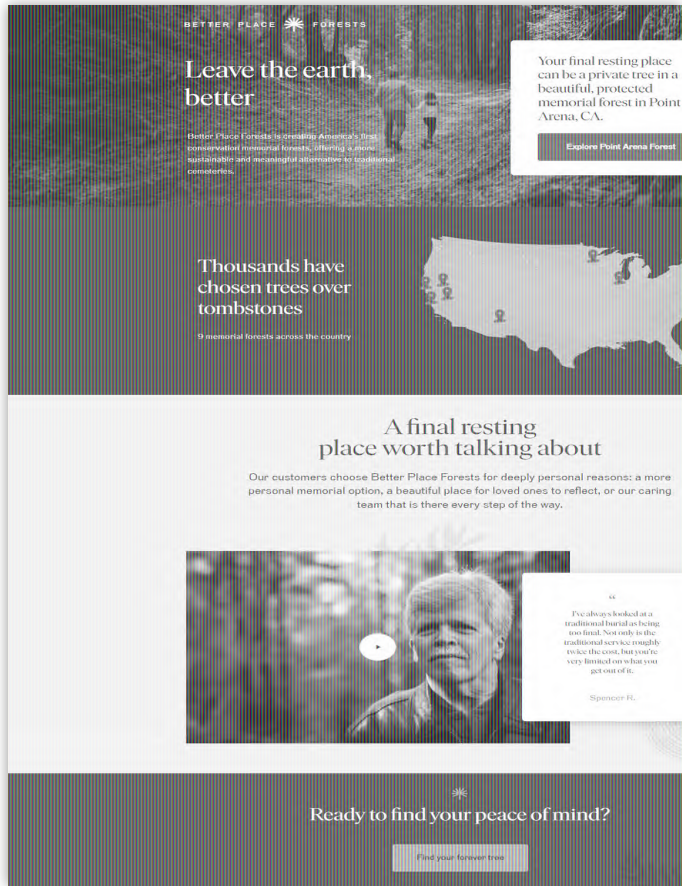 BETTER PLACE FORESTS
Leave the earth,
better
Better Place Forests is creating America's first
conservation memorial forests, offering a more
sustainable and meaningful alternative to traditional
cemeteries.
Your final resting place
can be a private tree in a
beautiful, protected
memorial forest in Point
Arena, CA.
Explore Point Arena Forest
Thousands have
chosen trees over
tombstones
9 memorial forests across the country
A final resting
place worth talking about
Our customers choose Better Place Forests for deeply personal reasons: a more
personal memorial option, a beautiful place for loved ones to reflect, or our caring
team that is there every step of the way.
“
I've always looked at a
traditional burial as being
too final. Not only is the
traditional service roughly
twice the cost, but you're
very limited on what you
get out of it.
Spencer R.
Ready to find your peace of mind?
Find your forever tree